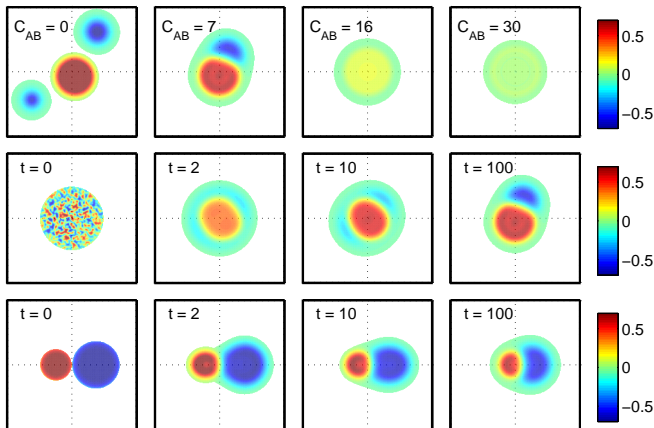 C_AB = 0
C_AB = 7
C_AB = 16
C_AB = 30
0.5
0
−0.5
t = 0
t = 2
t = 10
t = 100
0.5
0
−0.5
t = 0
t = 2
t = 10
t = 100
0.5
0
−0.5